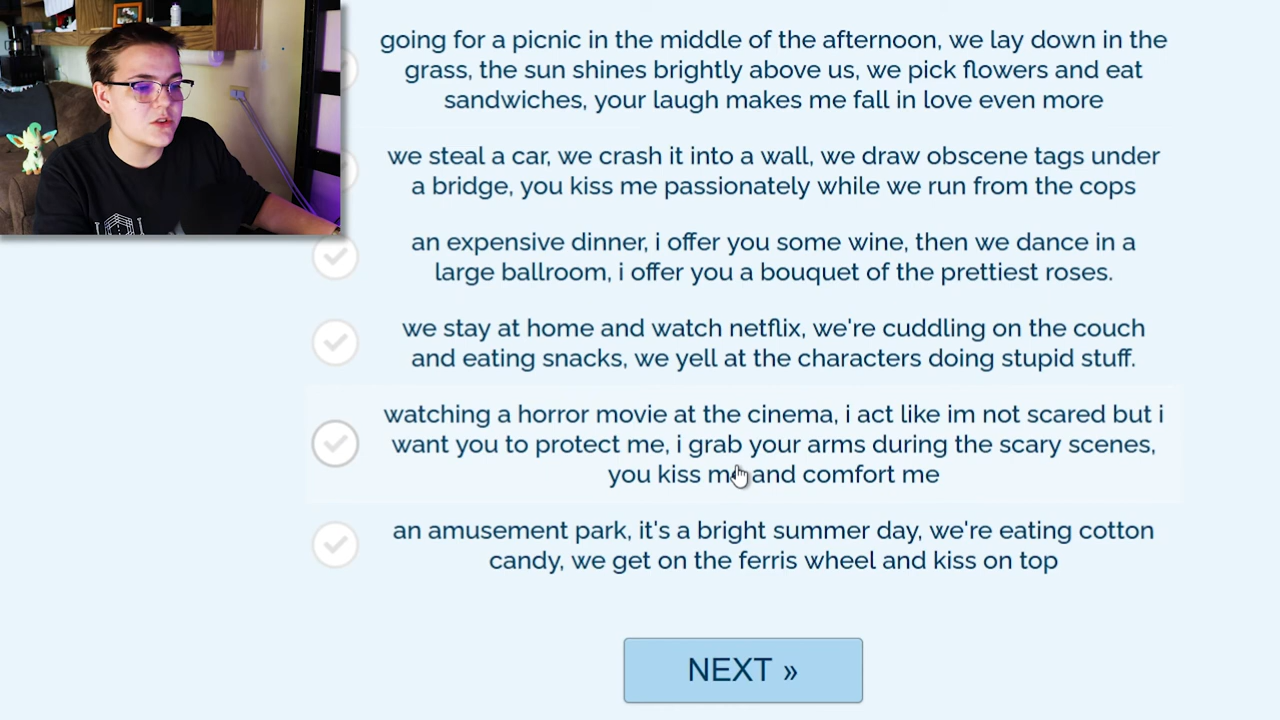 going for a picnic in the middle of the afternoon, we lay down in the
grass, the sun shines brightly above us, we pick flowers and eat
sandwiches, your laugh makes me fall in love even more
we steal a car, we crash it into a wall, we draw obscene tags under
a bridge, you kiss me passionately while we run from the cops
an expensive dinner, i offer you some wine, then we dance in a
large ballroom, i offer you a bouquet of the prettiest roses.
we stay at home and watch netflix, we're cuddling on the couch
and eating snacks, we yell at the characters doing stupid stuff.
watching a horror movie at the cinema, i act like im not scared but i
want you to protect me, i grab your arms during the scary scenes,
you kiss me and comfort me
an amusement park, it's a bright summer day, we're eating cotton
candy, we get on the ferris wheel and kiss on top
NEXT »